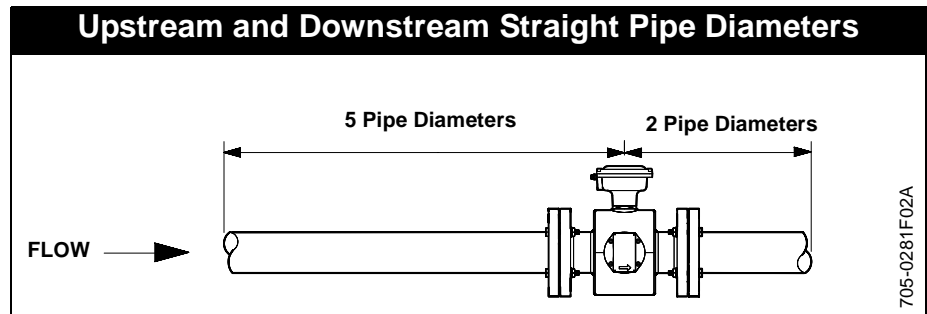 Upstream and Downstream Straight Pipe Diameters
5 Pipe Diameters
2 Pipe Diameters
FLOW
705-0281F02A